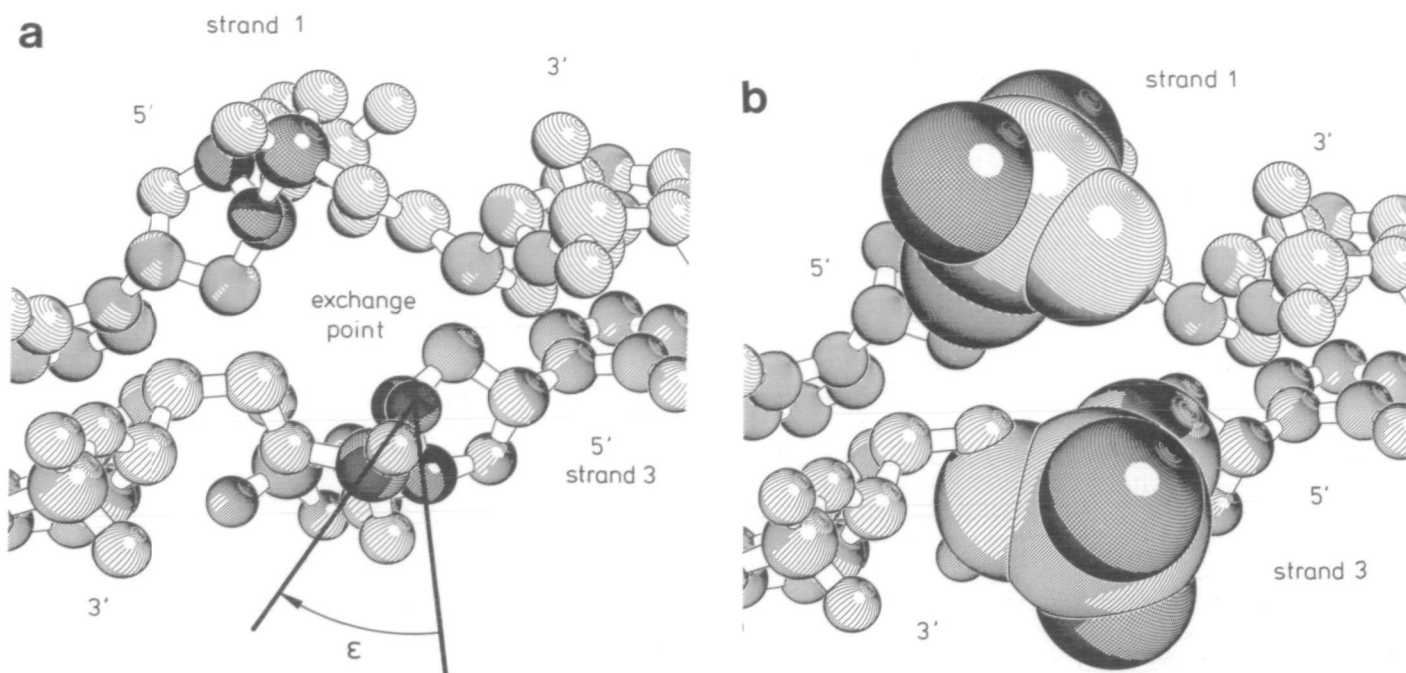 a
strand 1
5′
3′
exchange
point
5′
strand 3
3′
ε
b
strand 1
3′
5′
5′
strand 3
3′